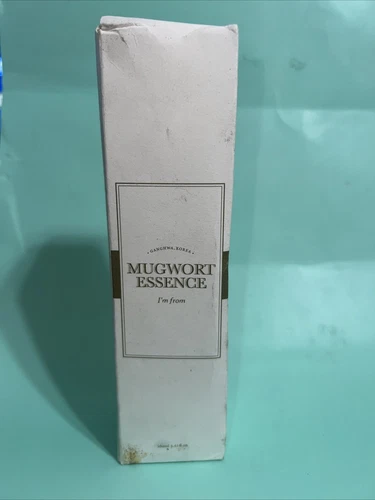 • GANGHWA, KOREA •
MUGWORT
ESSENCE
I'm from